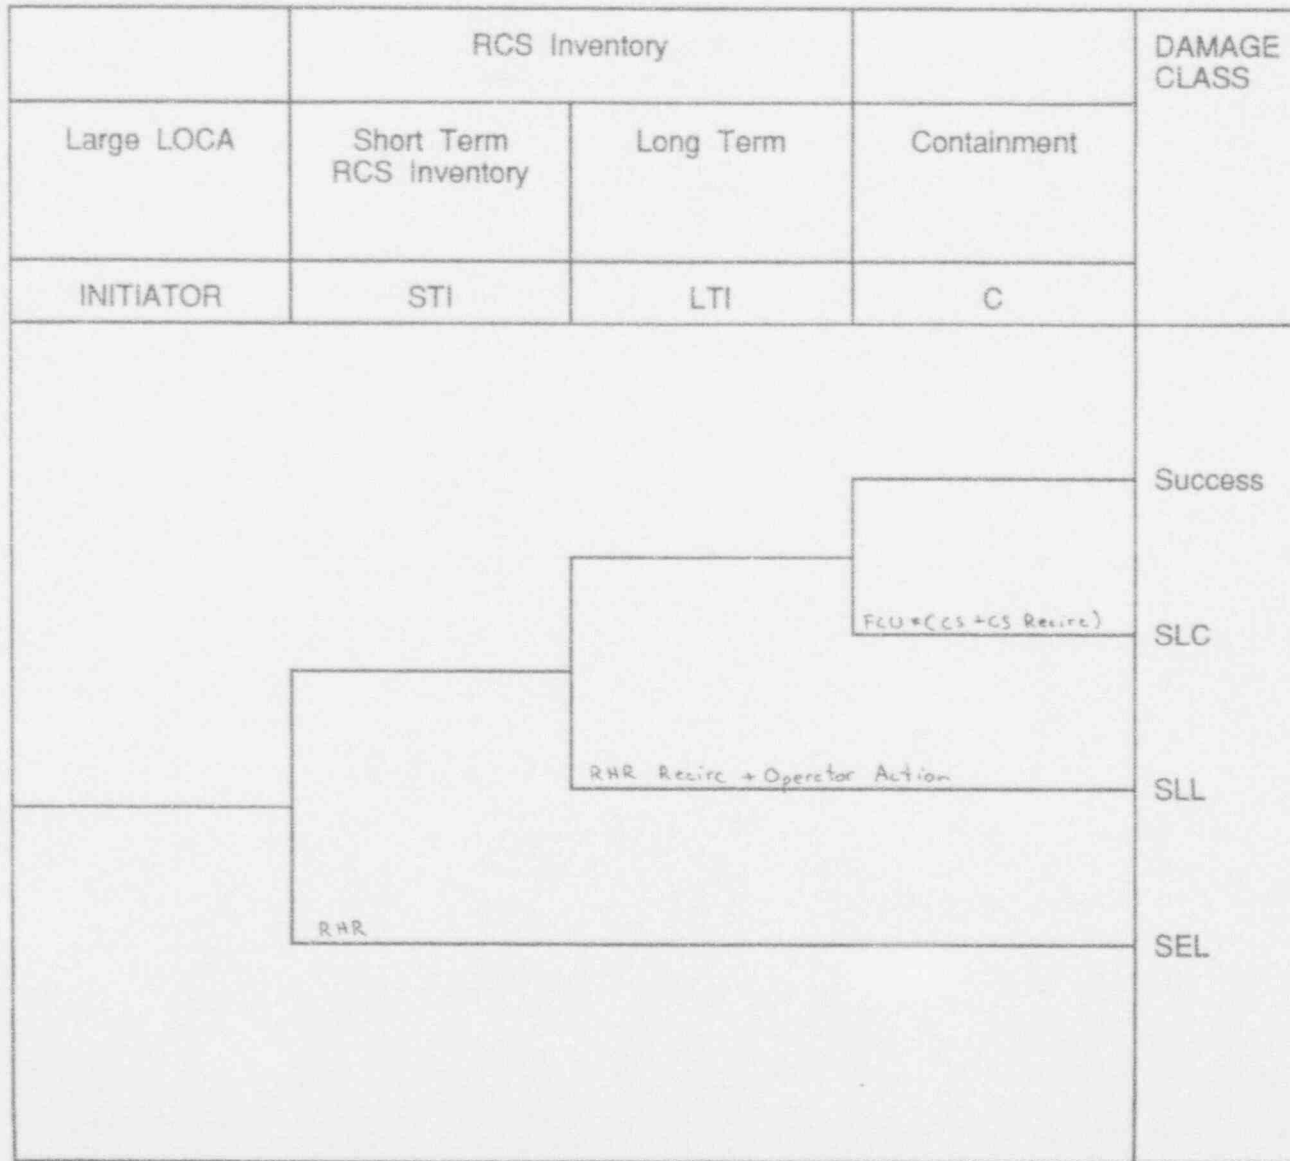 RCS Inventory
DAMAGE
CLASS
Large LOCA
Short Term
RCS Inventory
Long Term
Containment
INITIATOR
STI
LTI
C
Success
FCU*(CS+CS Recirc)
SLC
RHR Recirc + Operator Action
SLL
RHR
SEL